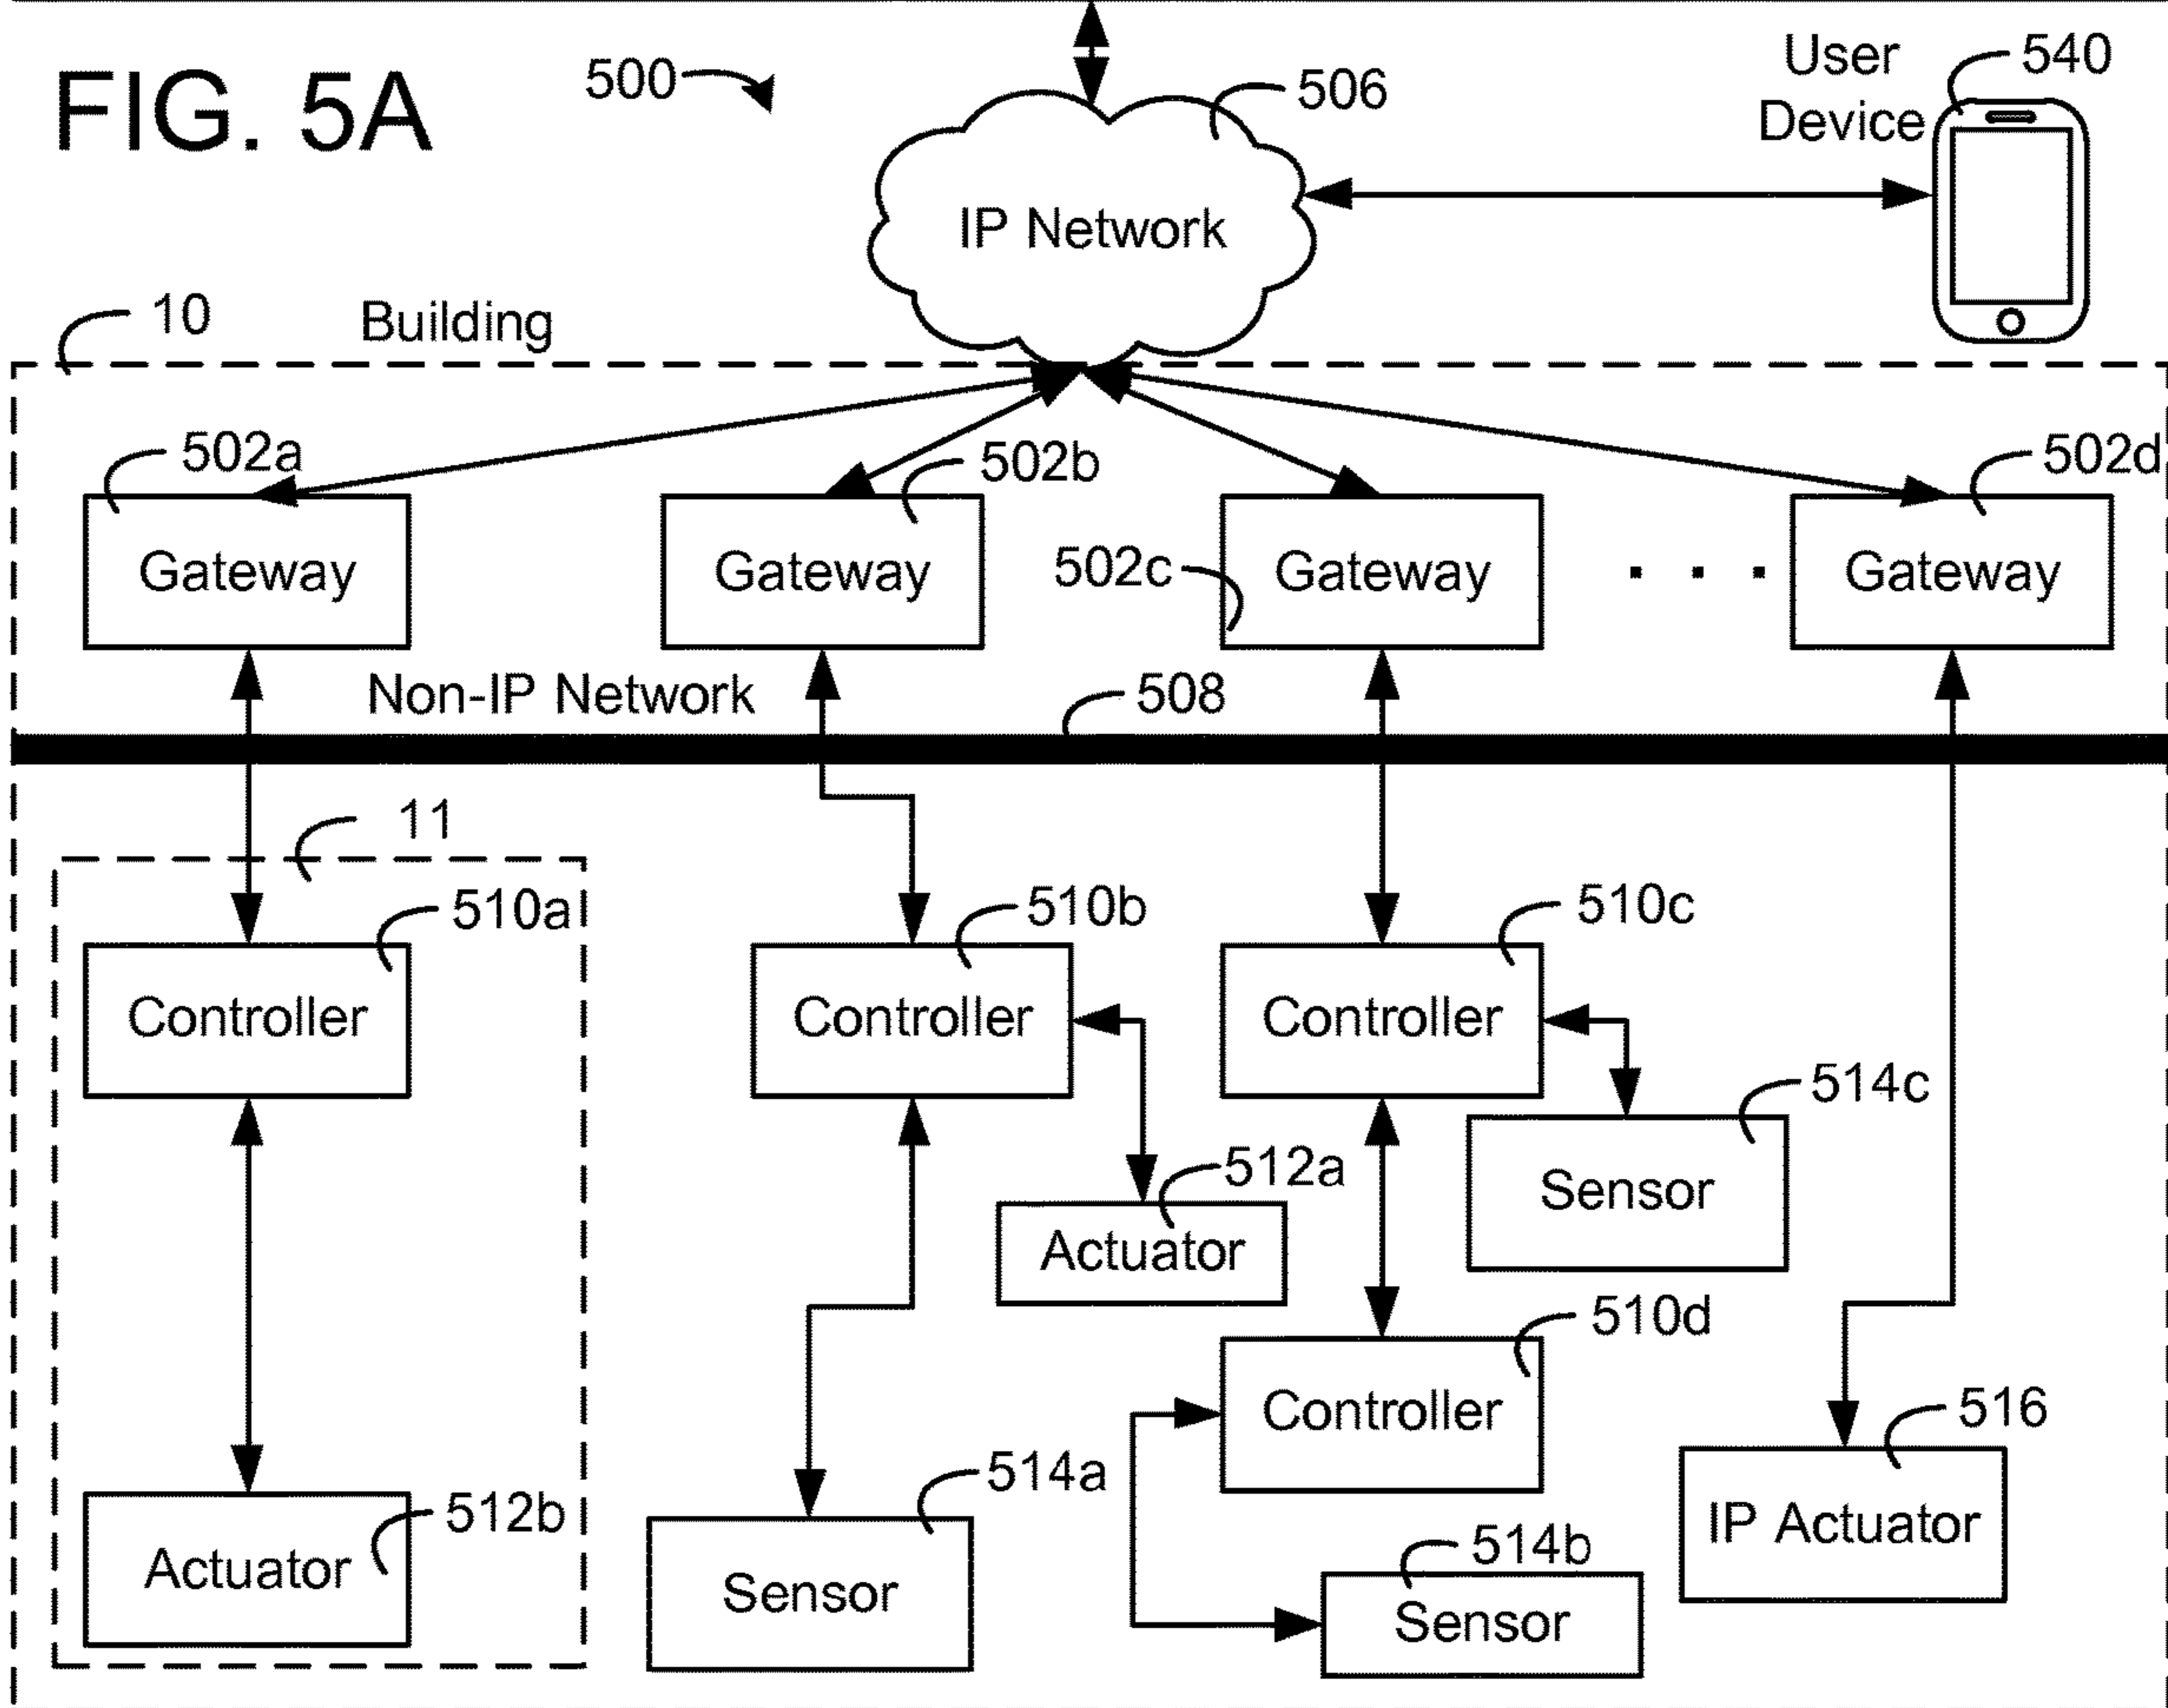 FIG. 5A
500
506
User
Device
540
IP Network
10
Building
502a
502b
502d
Gateway
Gateway
502c
Gateway
. . .
Gateway
Non-IP Network
508
11
510a
510b
510c
Controller
Controller
Controller
514c
512a
Sensor
Actuator
510d
Controller
516
514a
512b
IP Actuator
514b
Actuator
Sensor
Sensor